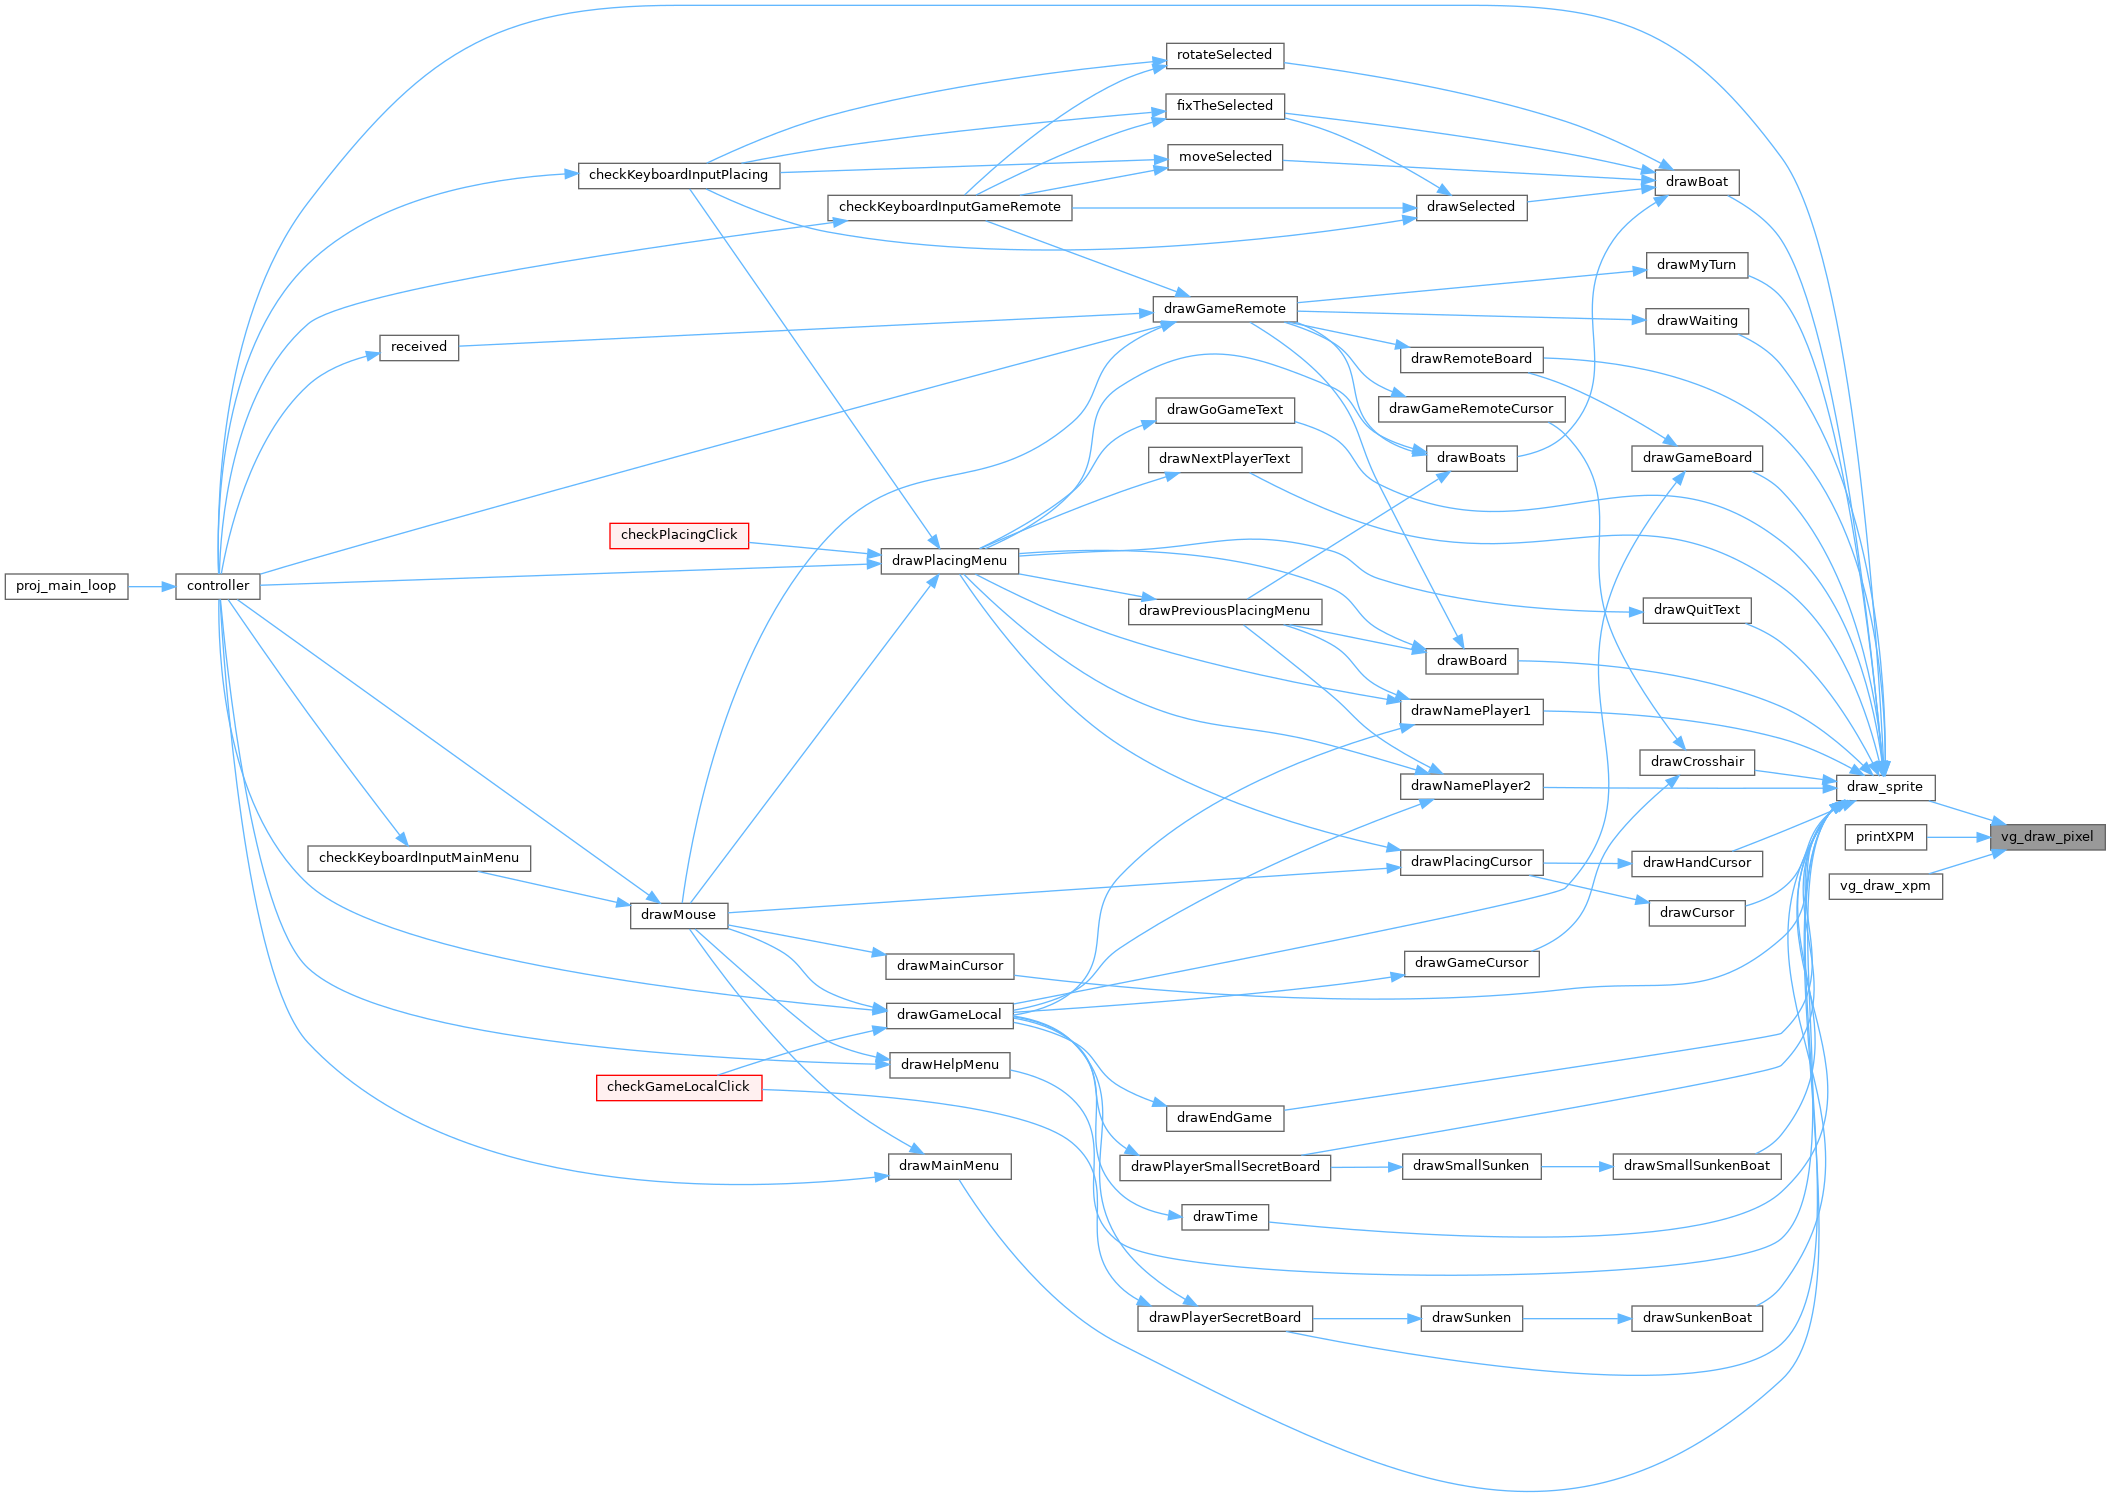 rotateSelected
fixTheSelected
moveSelected
checkKeyboardInputPlacing
drawBoat
checkKeyboardInputGameRemote
drawSelected
drawMyTurn
drawGameRemote
drawWaiting
received
drawRemoteBoard
drawGoGameText
drawGameRemoteCursor
drawNextPlayerText
drawBoats
drawGameBoard
checkPlacingClick
drawPlacingMenu
proj_main_loop
controller
drawPreviousPlacingMenu
drawQuitText
drawBoard
drawNamePlayer1
drawCrosshair
drawNamePlayer2
draw_sprite
printXPM
vg_draw_pixel
checkKeyboardInputMainMenu
drawPlacingCursor
drawHandCursor
vg_draw_xpm
drawMouse
drawCursor
drawMainCursor
drawGameCursor
drawGameLocal
drawHelpMenu
checkGameLocalClick
drawEndGame
drawMainMenu
drawPlayerSmallSecretBoard
drawSmallSunken
drawSmallSunkenBoat
drawTime
drawPlayerSecretBoard
drawSunken
drawSunkenBoat